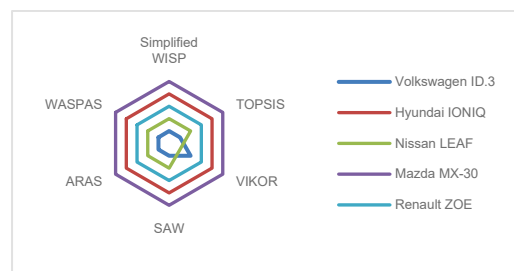 Simplified
WISP
TOPSIS
VIKOR
SAW
ARAS
WASPAS
Volkswagen ID.3
Hyundai IONIQ
Nissan LEAF
Mazda MX-30
Renault ZOE